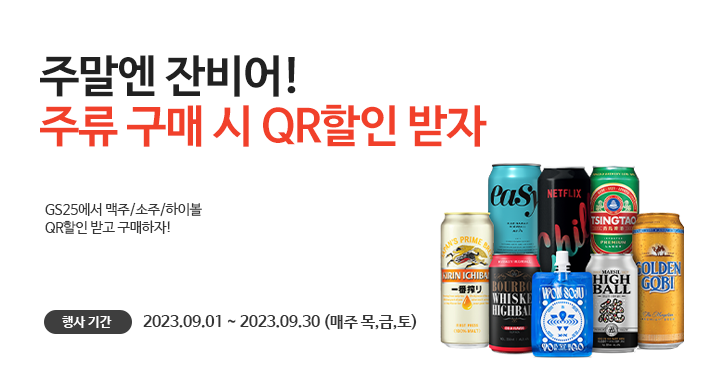 주말엔 잔비어!
주류 구매 시 QR할인 받자
GS25에서 맥주/소주/하이볼
QR할인 받고 구매하자!
행사 기간 2023.09.01 ~ 2023.09.30 (매주 목,금,토)
easy
NETFLIX
TSINGTAO
KIRIN ICHIBAN
一番搾り
BOURBON
WHISKEY
HIGHBALL
WON SOJU
HIGH
BALL
GOLDEN
GOBI